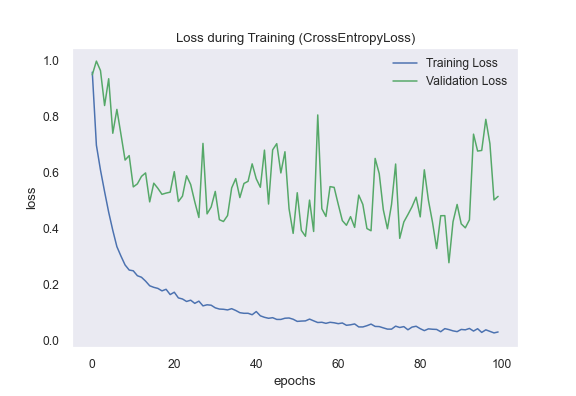 Loss during Training (CrossEntropyLoss)
Training Loss
Validation Loss
1.0
0.8
0.6
0.4
0.2
0.0
loss
0 20 40 60 80 100
epochs